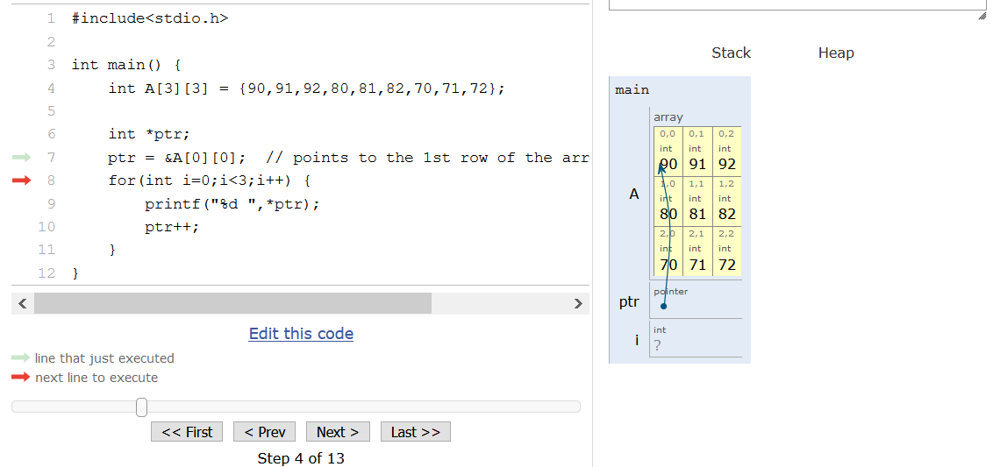 1 #include<stdio.h>
2
3 int main() {
4 int A[3][3] = {90,91,92,80,81,82,70,71,72};
5
6 int *ptr;
7 ptr = &A[0][0];  // points to the 1st row of the arr
8 for(int i=0;i<3;i++) {
9 printf("%d ",*ptr);
10 ptr++;
11 }
12 }
Edit this code
line that just executed
next line to execute
<< First < Prev Next > Last >>
Step 4 of 13
Stack Heap
main
array
0,0 0,1 0,2
int int int
90 91 92
A
1,0 1,1 1,2
int int int
80 81 82
2,0 2,1 2,2
int int int
70 71 72
pointer
ptr
int
i ?